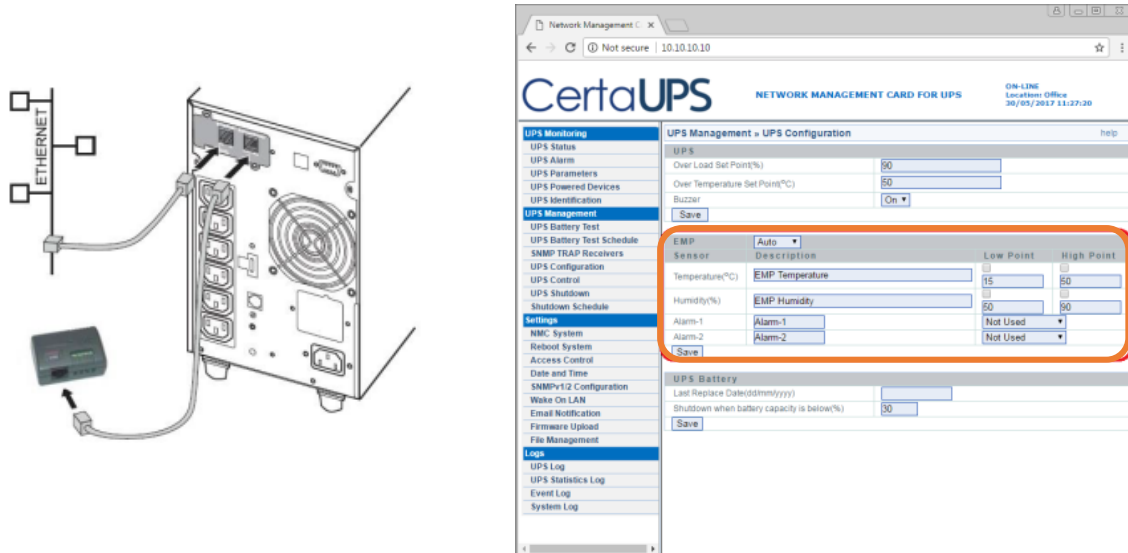 ETHERNET
Network Management C
Not secure
10.10.10.10
CertaUPS
NETWORK MANAGEMENT CARD FOR UPS
ON-LINE
Location: Office
30/05/2017 11:27:20
UPS Monitoring
UPS Status
UPS Alarm
UPS Parameters
UPS Powered Devices
UPS Identification
UPS Management
UPS Battery Test
UPS Battery Test Schedule
SNMP TRAP Receivers
UPS Configuration
UPS Control
UPS Shutdown
Shutdown Schedule
Settings
NMC System
Reboot System
Access Control
Date and Time
SNMPv1/2 Configuration
Wake On LAN
Email Notification
Firmware Upload
File Management
Logs
UPS Log
UPS Statistics Log
Event Log
System Log
UPS Management » UPS Configuration help
UPS
Over Load Set Point(%) 90
Over Temperature Set Point(°C) 50
Buzzer On
Save
EMP Auto
Sensor Description Low Point High Point
Temperature(°C) EMP Temperature 15 50
Humidity(%) EMP Humidity 50 90
Alarm-1 Alarm-1 Not Used
Alarm-2 Alarm-2 Not Used
Save
UPS Battery
Last Replace Date(dd/mm/yyyy)
Shutdown when battery capacity is below(%) 30
Save